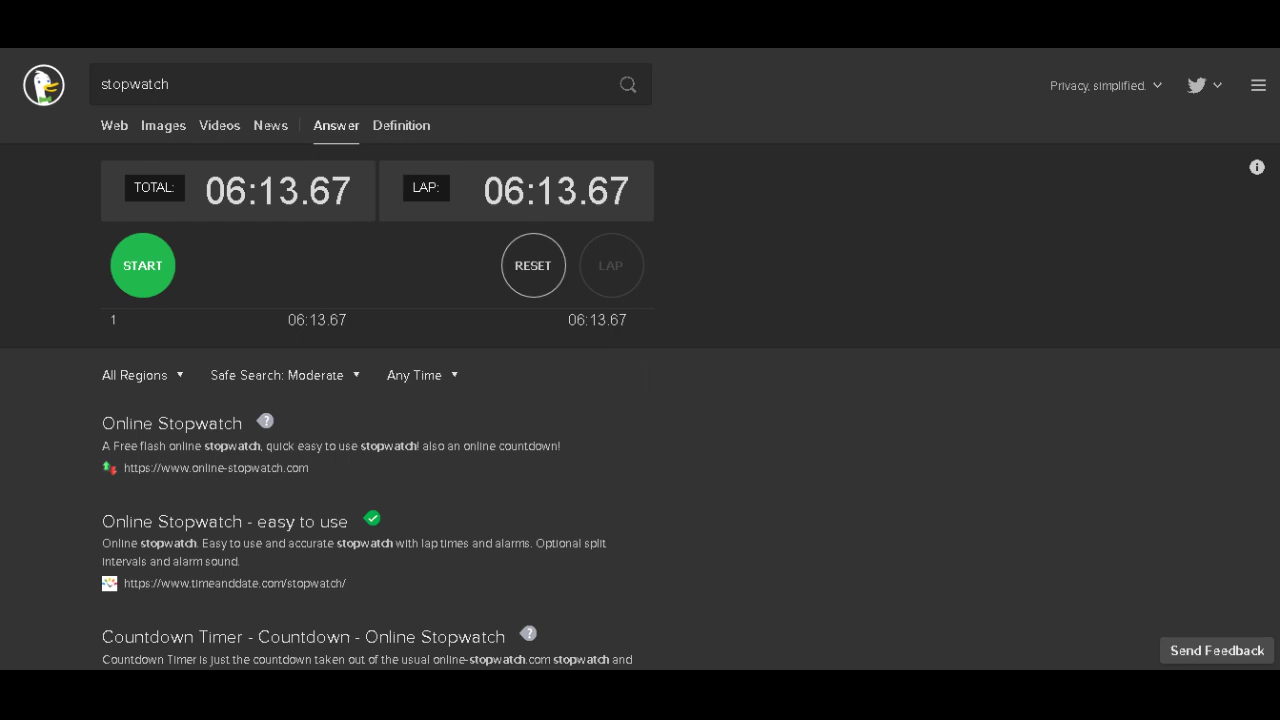 stopwatch
Privacy, simplified.
Web Images Videos News Answer Definition
TOTAL: 06:13.67 LAP: 06:13.67
START RESET LAP
1 06:13.67 06:13.67
All Regions Safe Search: Moderate Any Time
Online Stopwatch
A Free flash online stopwatch, quick easy to use stopwatch! also an online countdown!
https://www.online-stopwatch.com
Online Stopwatch - easy to use
Online stopwatch. Easy to use and accurate stopwatch with lap times and alarms. Optional split
intervals and alarm sound.
https://www.timeanddate.com/stopwatch/
Countdown Timer - Countdown - Online Stopwatch
Send Feedback
Countdown Timer is just the countdown taken out of the usual online-stopwatch.com stopwatch and